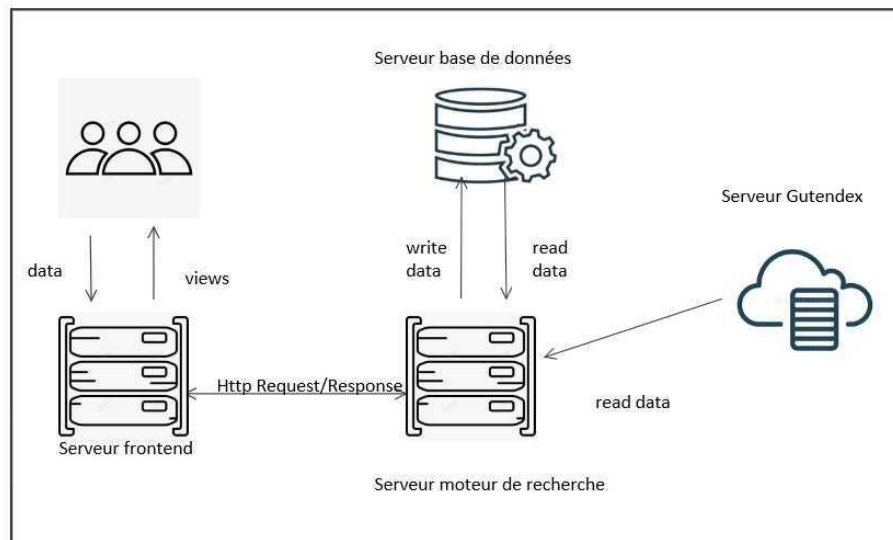 Serveur base de données
Serveur Gutendex
write
data
read
data
data
views
Http Request/Response
read data
Serveur frontend
Serveur moteur de recherche